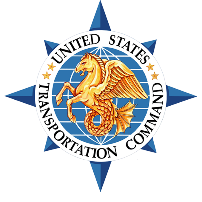 UNITED STATES
TRANSPORTATION COMMAND